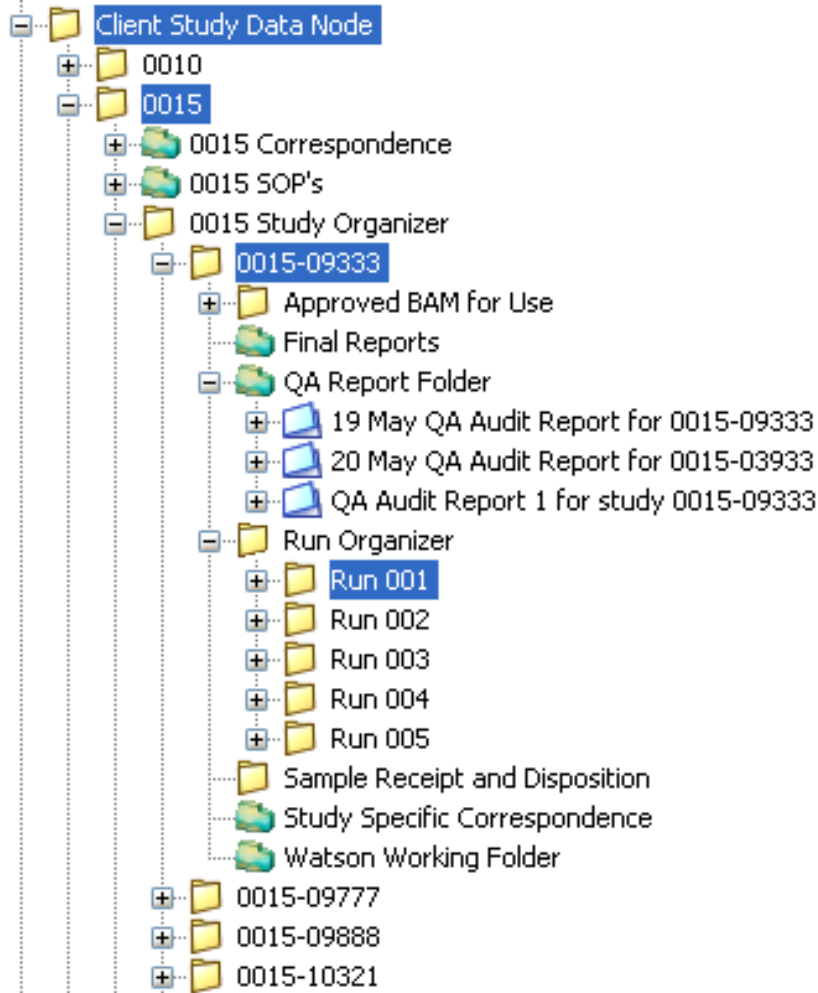 Client Study Data Node
0010
0015
0015 Correspondence
0015 SOP's
0015 Study Organizer
0015-09333
Approved BAM for Use
Final Reports
QA Report Folder
19 May QA Audit Report for 0015-09333
20 May QA Audit Report for 0015-03933
QA Audit Report 1 for study 0015-09333
Run Organizer
Run 001
Run 002
Run 003
Run 004
Run 005
Sample Receipt and Disposition
Study Specific Correspondence
Watson Working Folder
0015-09777
0015-09888
0015-10321